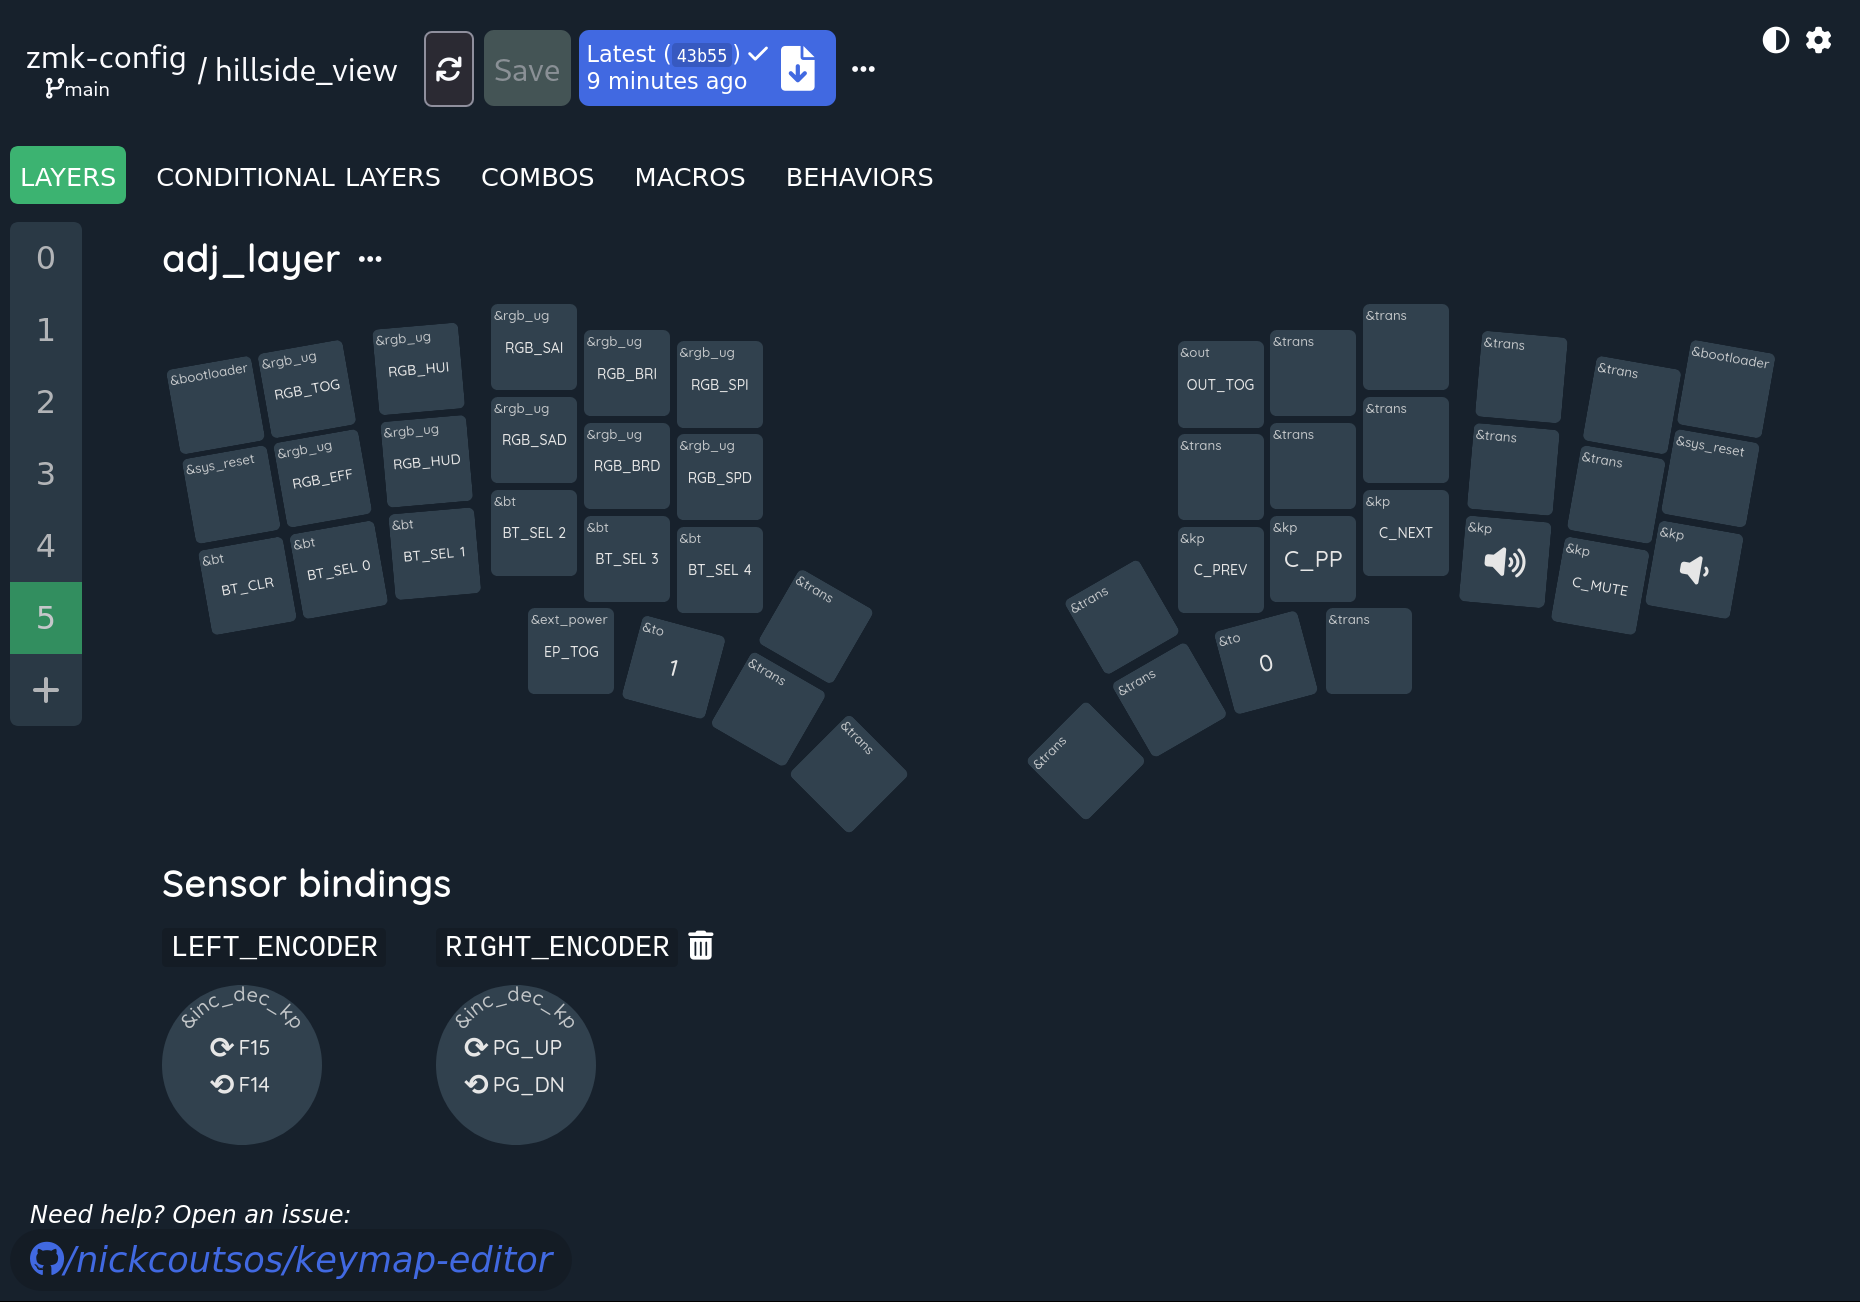 zmk-config / hillside_view
main
Save
Latest (43b55)
9 minutes ago
LAYERS CONDITIONAL LAYERS COMBOS MACROS BEHAVIORS
0
1
2
3
4
5
adj_layer
&bootloader
&rgb_ug RGB_TOG
&rgb_ug RGB_HUI
&rgb_ug RGB_SAI
&rgb_ug RGB_BRI
&rgb_ug RGB_SPI
&out OUT_TOG
&trans
&trans
&trans
&trans
&bootloader
&sys_reset
&rgb_ug RGB_EFF
&rgb_ug RGB_HUD
&rgb_ug RGB_SAD
&rgb_ug RGB_BRD
&rgb_ug RGB_SPD
&trans
&trans
&trans
&trans
&trans
&sys_reset
&bt BT_CLR
&bt BT_SEL 0
&bt BT_SEL 1
&bt BT_SEL 2
&bt BT_SEL 3
&bt BT_SEL 4
&trans
&trans
&kp C_PREV
&kp C_PP
&kp C_NEXT
&kp
&kp C_MUTE
&kp
&ext_power EP_TOG
&to 1
&trans
&trans
&trans
&trans
&to 0
&trans
Sensor bindings
LEFT_ENCODER RIGHT_ENCODER
&inc_dec_kp
F15
F14
&inc_dec_kp
PG_UP
PG_DN
Need help? Open an issue:
/nickcoutsos/keymap-editor